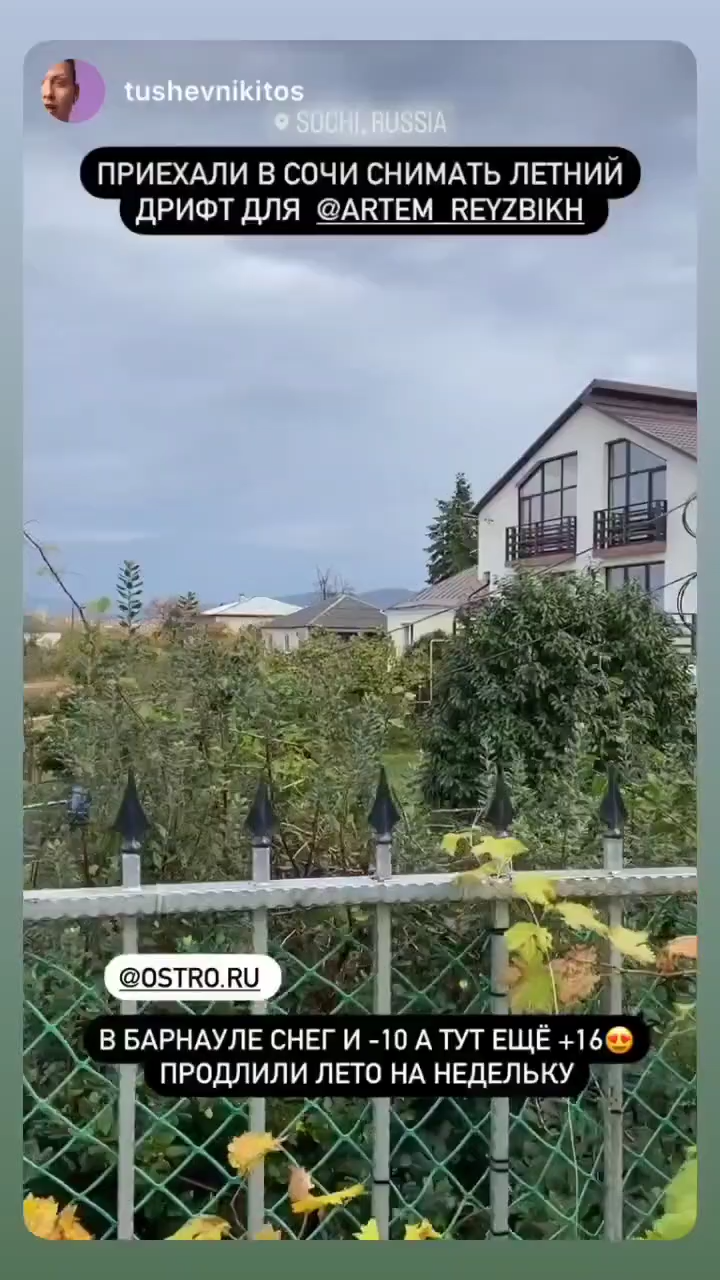 tushevnikitos
SOCHI, RUSSIA
ПРИЕХАЛИ В СОЧИ СНИМАТЬ ЛЕТНИЙ
ДРИФТ ДЛЯ @ARTEM_REYZBIKH
@OSTRO.RU
В БАРНАУЛЕ СНЕГ И -10 А ТУТ ЕЩЁ +16😍
ПРОДЛИЛИ ЛЕТО НА НЕДЕЛЬКУ